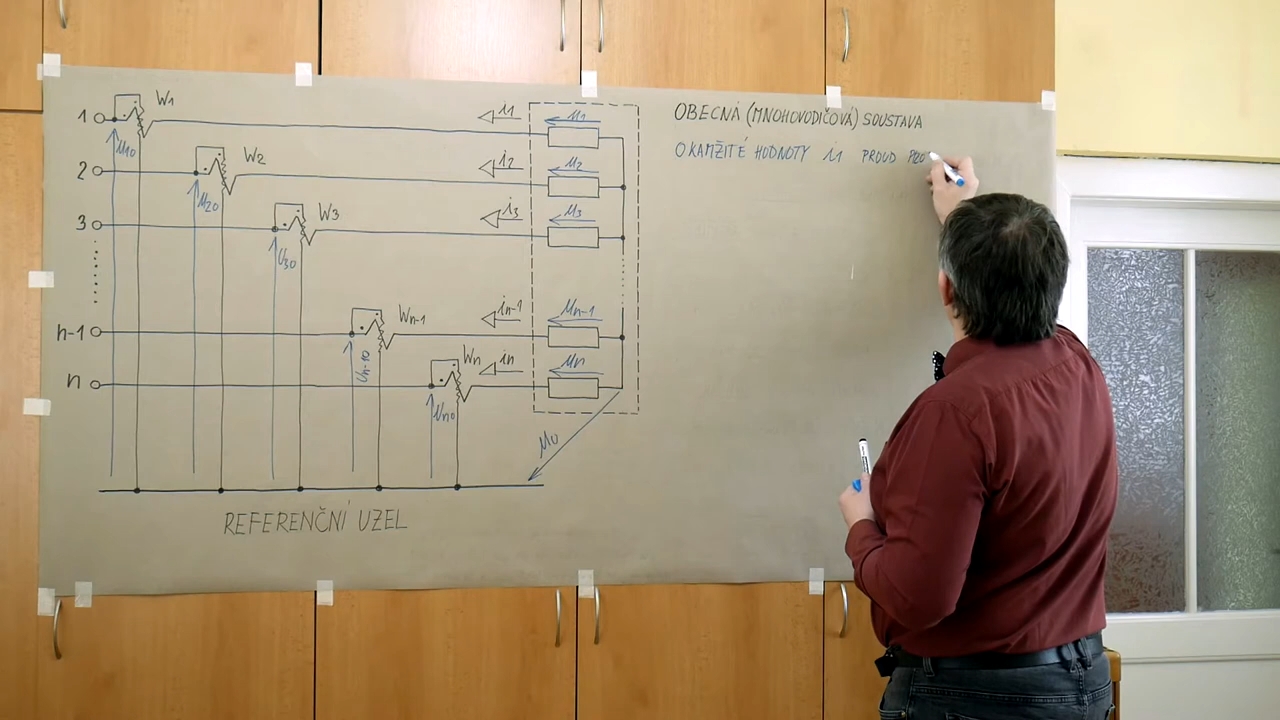 OBECNÁ (MNOHOVODIČOVÁ) SOUSTAVA
OKAMŽITÉ HODNOTY i1 PROUD
1 W1 i1 u1
u10
2 W2 i2 u2
u20
3 W3 i3 u3
U30
n-1 Wn-1 in-1 un-1
Un-10
n Wn in un
Un0
u0
REFERENČNÍ UZEL